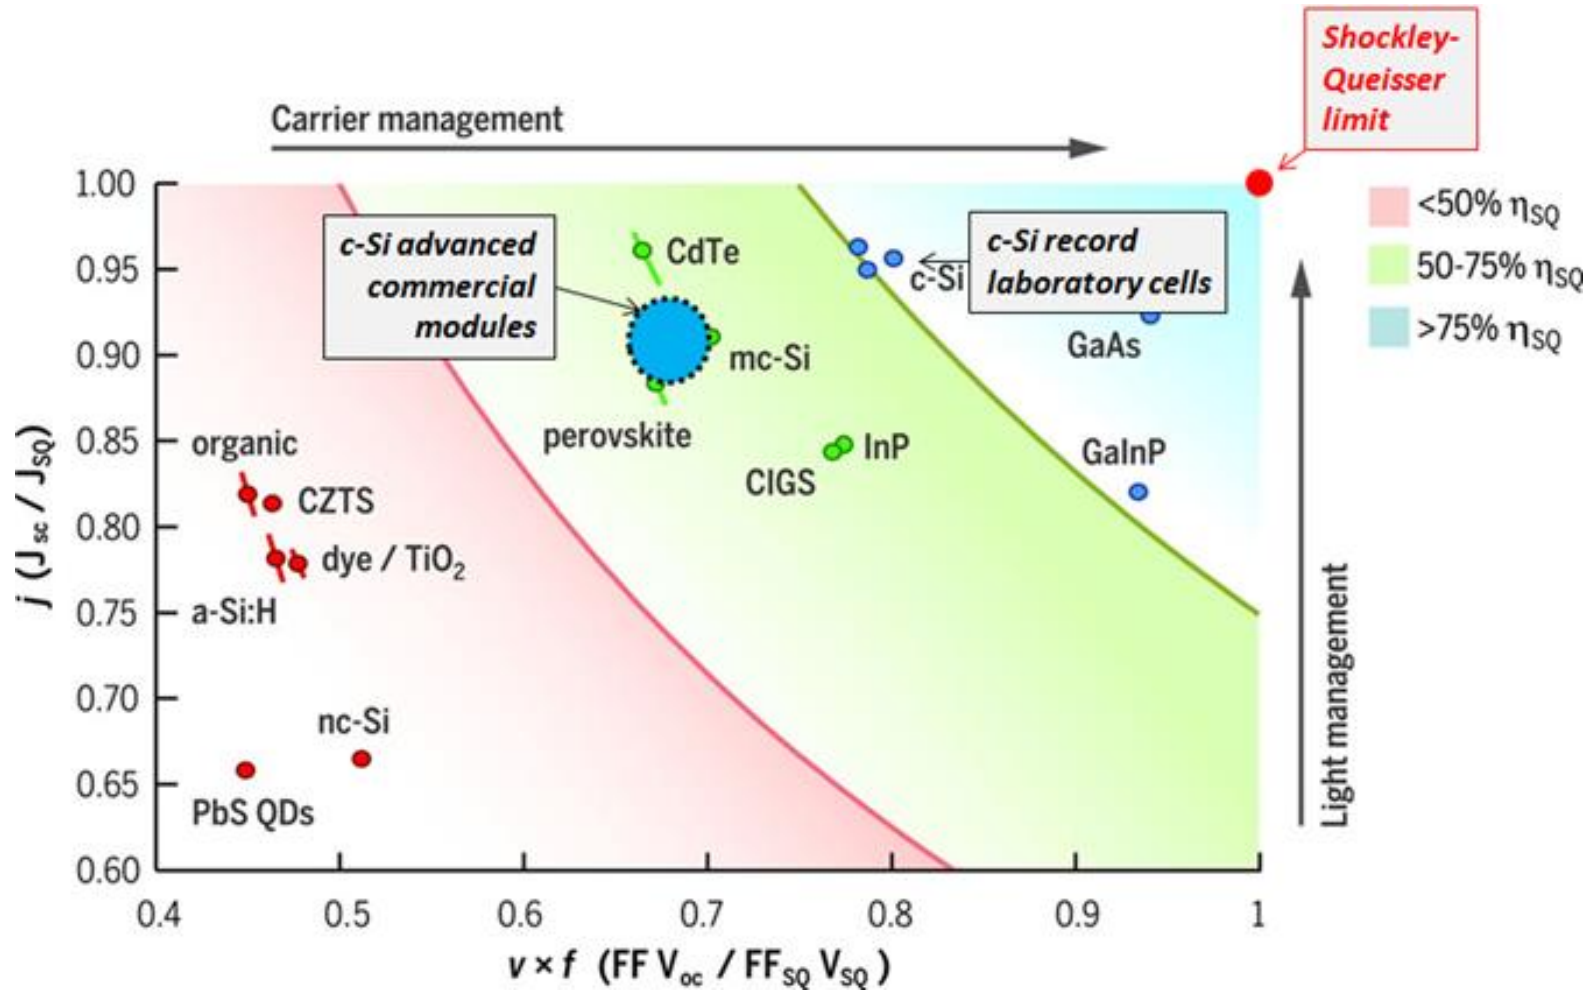 Shockley-
Queisser
limit
Carrier management
1.00
0.95
0.90
0.85
0.80
0.75
0.70
0.65
0.60
j (J_sc / J_SQ)
c-Si advanced
commercial
modules
CdTe
mc-Si
perovskite
c-Si
c-Si record
laboratory cells
GaAs
InP
CIGS
GaInP
organic
CZTS
dye / TiO₂
a-Si:H
nc-Si
PbS QDs
<50% η_SQ
50-75% η_SQ
>75% η_SQ
Light management
0.4
0.5
0.6
0.7
0.8
0.9
1
v × f (FF V_oc / FF_SQ V_SQ )